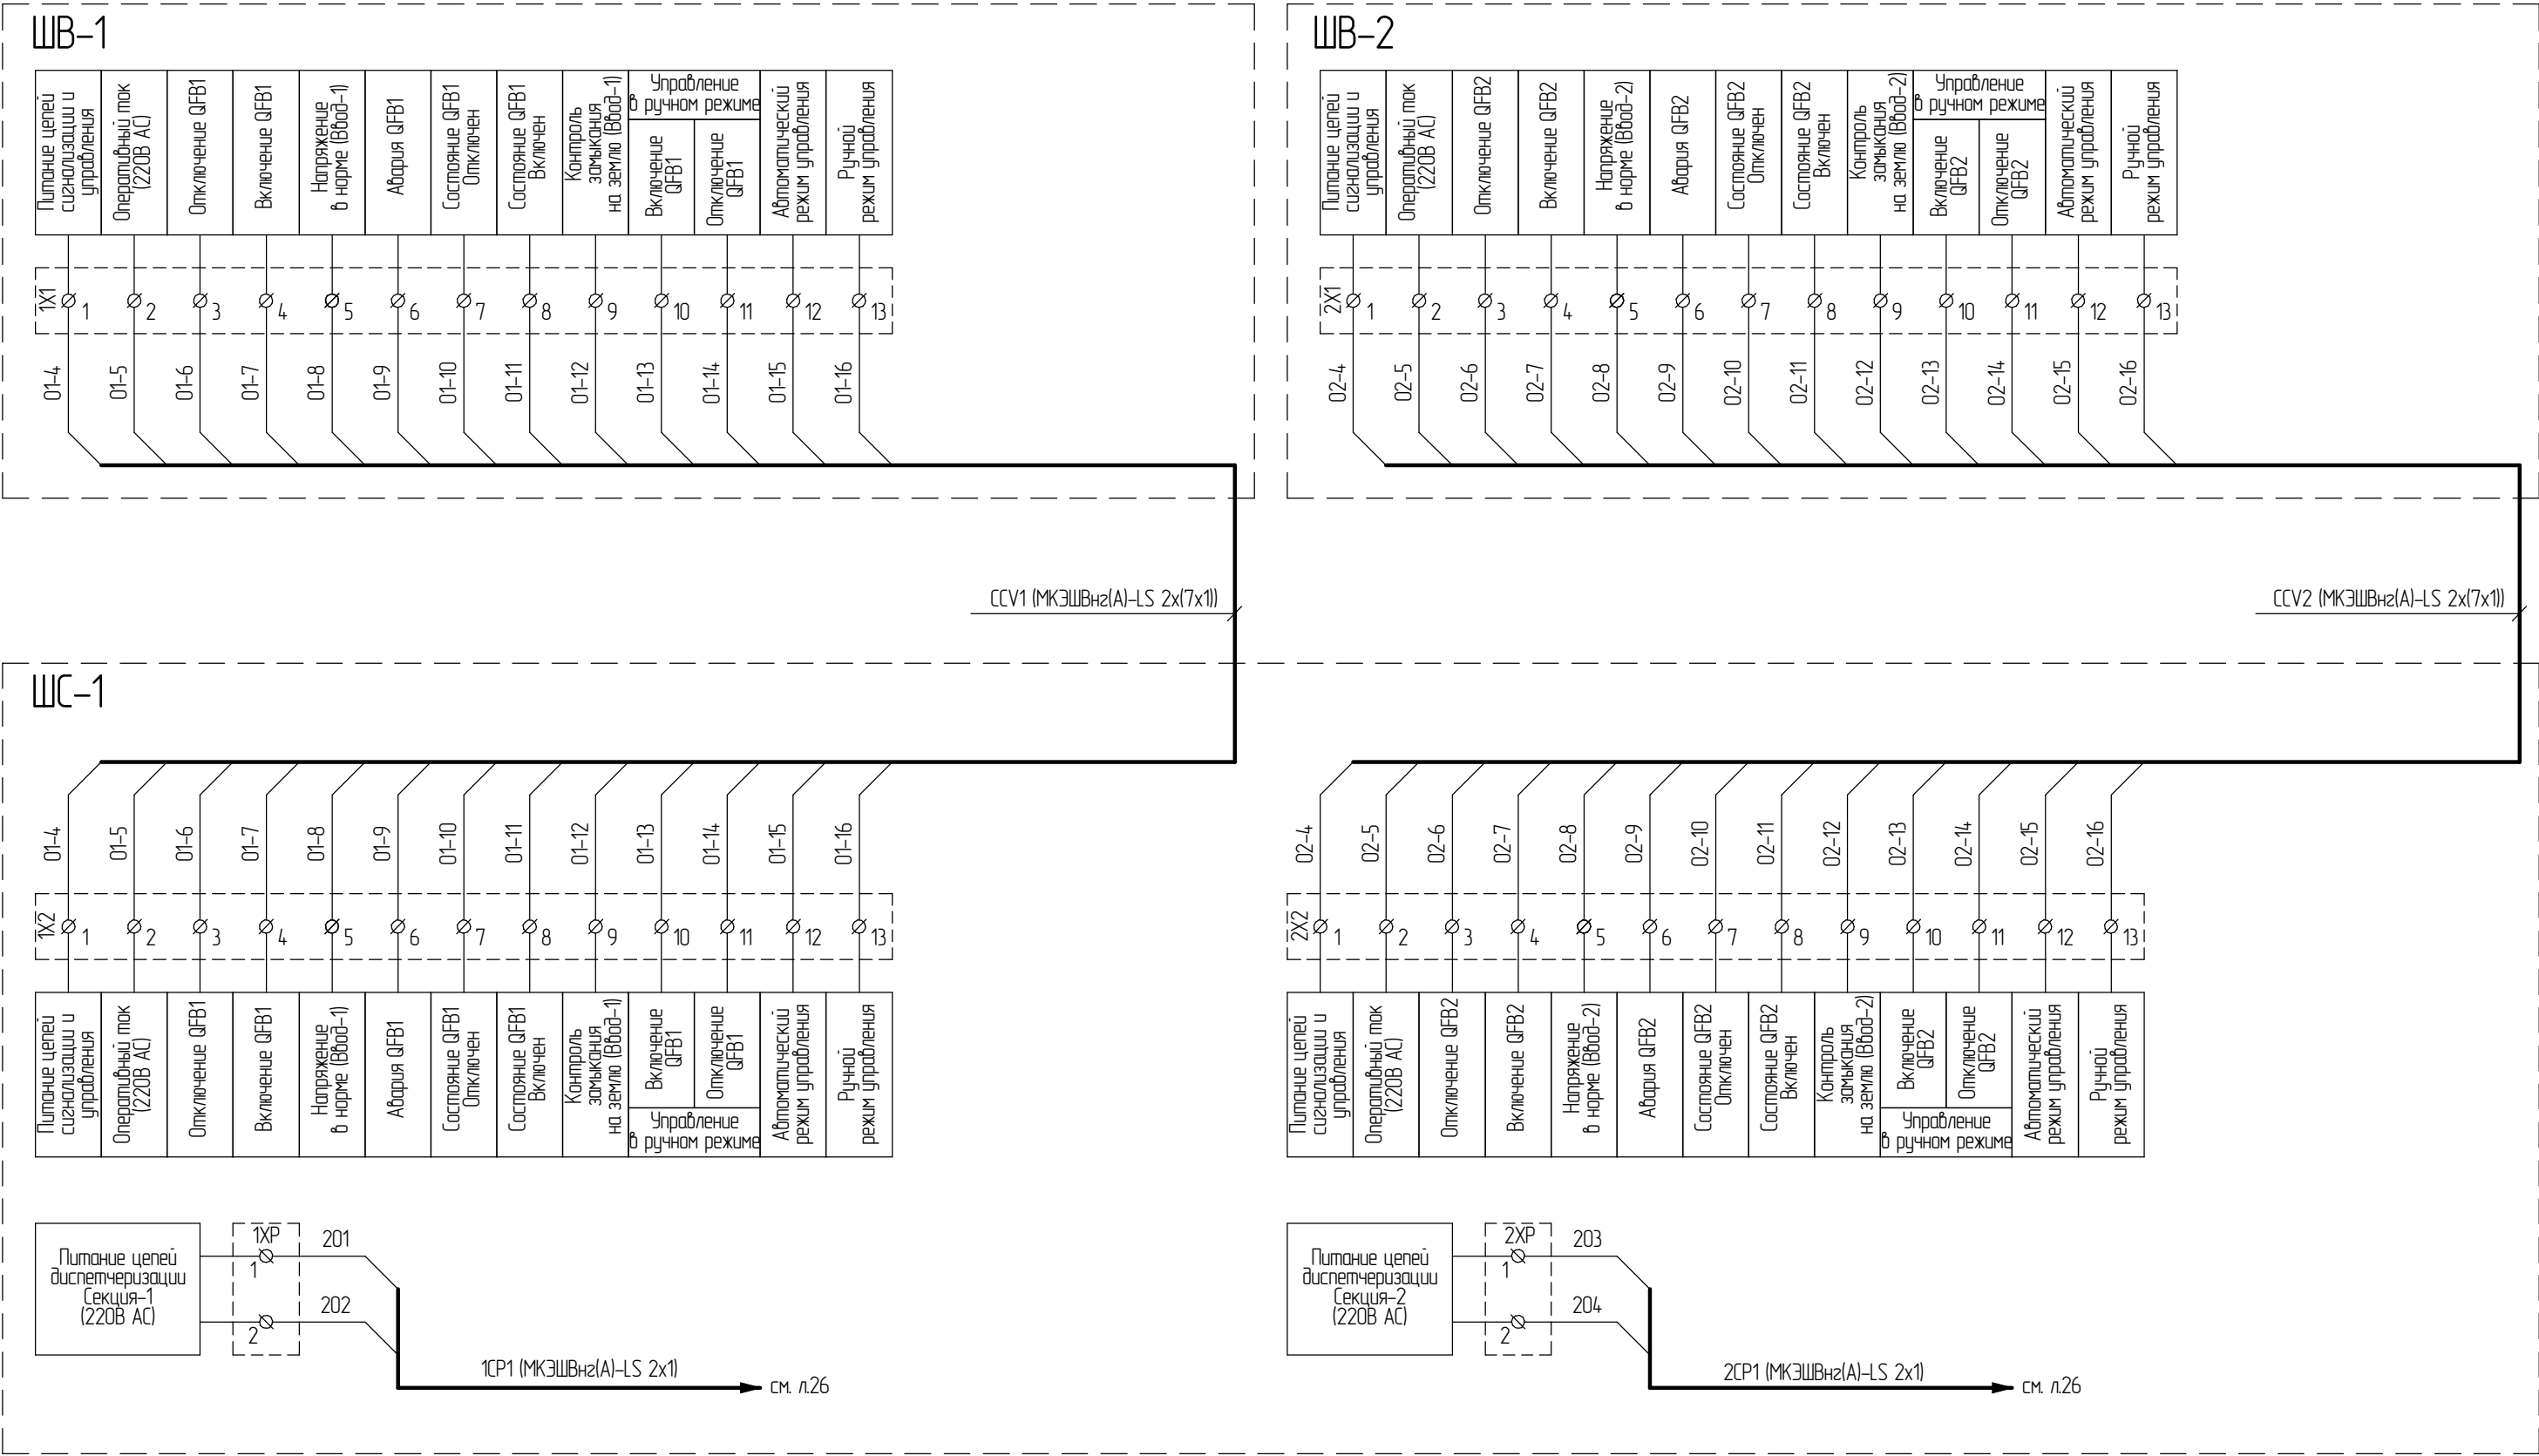 ШВ-1
Питание цепей
сигнализации и
управления
Оперативный ток
(220В АС)
Отключение QFB1
Включение QFB1
Напряжение
в норме (Ввод-1)
Авария QFB1
Состояние QFB1
Отключен
Состояние QFB1
Включен
Контроль
замыкания
на землю (Ввод-1)
Управление
в ручном режиме
Включение
QFB1
Отключение
QFB1
Автоматический
режим управления
Ручной
режим управления
1X1
1
2
3
4
5
6
7
8
9
10
11
12
13
01-4
01-5
01-6
01-7
01-8
01-9
01-10
01-11
01-12
01-13
01-14
01-15
01-16
ШВ-2
Питание цепей
сигнализации и
управления
Оперативный ток
(220В АС)
Отключение QFB2
Включение QFB2
Напряжение
в норме (Ввод-2)
Авария QFB2
Состояние QFB2
Отключен
Состояние QFB2
Включен
Контроль
замыкания
на землю (Ввод-2)
Управление
в ручном режиме
Включение
QFB2
Отключение
QFB2
Автоматический
режим управления
Ручной
режим управления
2X1
1
2
3
4
5
6
7
8
9
10
11
12
13
02-4
02-5
02-6
02-7
02-8
02-9
02-10
02-11
02-12
02-13
02-14
02-15
02-16
CCV1 (МКЭШВнг(А)-LS 2x(7x1))
CCV2 (МКЭШВнг(А)-LS 2x(7x1))
ШС-1
01-4
01-5
01-6
01-7
01-8
01-9
01-10
01-11
01-12
01-13
01-14
01-15
01-16
1X2
1
2
3
4
5
6
7
8
9
10
11
12
13
Питание цепей
сигнализации и
управления
Оперативный ток
(220В АС)
Отключение QFB1
Включение QFB1
Напряжение
в норме (Ввод-1)
Авария QFB1
Состояние QFB1
Отключен
Состояние QFB1
Включен
Контроль
замыкания
на землю (Ввод-1)
Включение
QFB1
Отключение
QFB1
Управление
в ручном режиме
Автоматический
режим управления
Ручной
режим управления
02-4
02-5
02-6
02-7
02-8
02-9
02-10
02-11
02-12
02-13
02-14
02-15
02-16
2X2
1
2
3
4
5
6
7
8
9
10
11
12
13
Питание цепей
сигнализации и
управления
Оперативный ток
(220В АС)
Отключение QFB2
Включение QFB2
Напряжение
в норме (Ввод-2)
Авария QFB2
Состояние QFB2
Отключен
Состояние QFB2
Включен
Контроль
замыкания
на землю (Ввод-2)
Включение
QFB2
Отключение
QFB2
Управление
в ручном режиме
Автоматический
режим управления
Ручной
режим управления
Питание цепей
диспетчеризации
Секция-1
(220В АС)
1XP
1
2
201
202
1CP1 (МКЭШВнг(А)-LS 2x1)
см. л.26
Питание цепей
диспетчеризации
Секция-2
(220В АС)
2XP
1
2
203
204
2CP1 (МКЭШВнг(А)-LS 2x1)
см. л.26